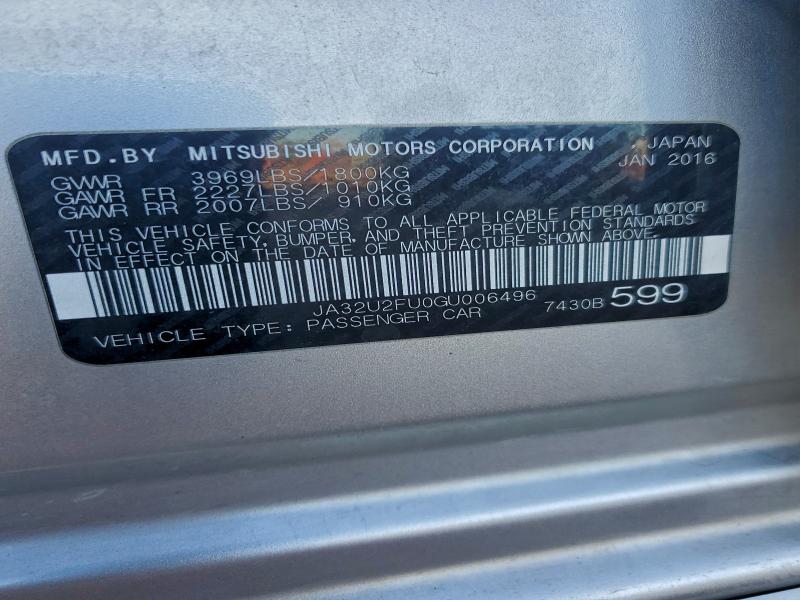 MFD.BY MITSUBISHI MOTORS CORPORATION , JAPAN
JAN 2016
GVWR 3969LBS/1800KG
GAWR FR 2227LBS/1010KG
GAWR RR 2007LBS/ 910KG
THIS VEHICLE CONFORMS TO ALL APPLICABLE FEDERAL MOTOR
VEHICLE SAFETY, BUMPER, AND THEFT PREVENTION STANDARDS
IN EFFECT ON THE DATE OF MANUFACTURE SHOWN ABOVE.
JA32U2FU0GU006496
7430B 599
VEHICLE TYPE: PASSENGER CAR